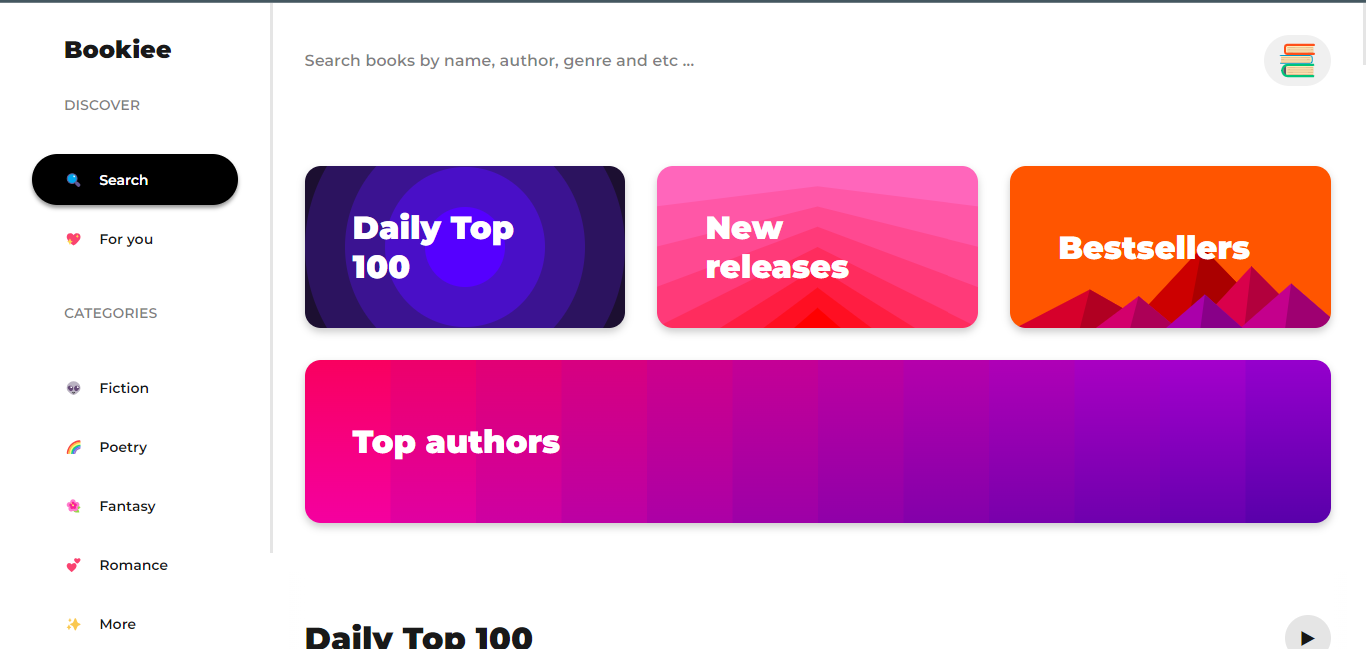 Bookiee
DISCOVER
Search
For you
CATEGORIES
Fiction
Poetry
Fantasy
Romance
More
Search books by name, author, genre and etc ...
Daily Top
100
New
releases
Bestsellers
Top authors
Daily Top 100